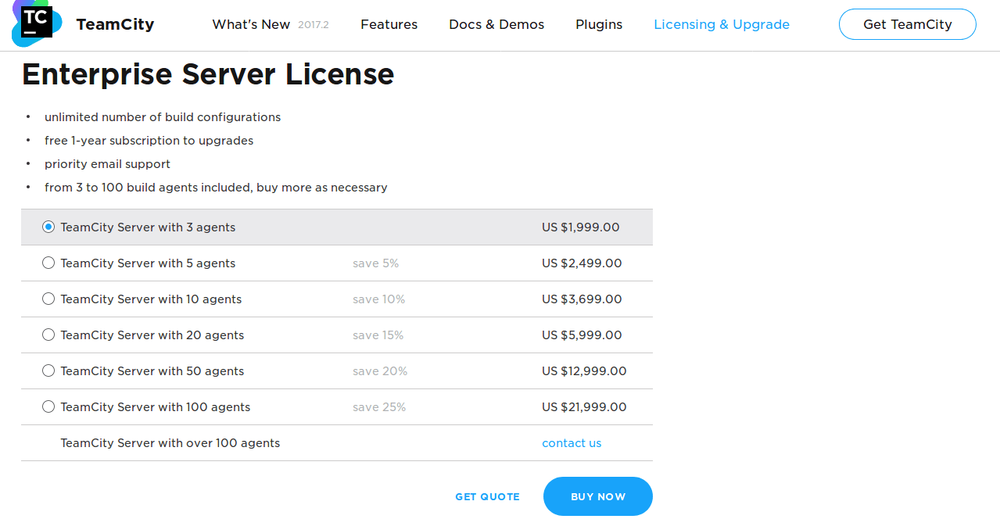 TC
TeamCity
What's New 2017.2
Features
Docs & Demos
Plugins
Licensing & Upgrade
Get TeamCity
Enterprise Server License
• unlimited number of build configurations
• free 1-year subscription to upgrades
• priority email support
• from 3 to 100 build agents included, buy more as necessary
TeamCity Server with 3 agents US $1,999.00
TeamCity Server with 5 agents save 5% US $2,499.00
TeamCity Server with 10 agents save 10% US $3,699.00
TeamCity Server with 20 agents save 15% US $5,999.00
TeamCity Server with 50 agents save 20% US $12,999.00
TeamCity Server with 100 agents save 25% US $21,999.00
TeamCity Server with over 100 agents contact us
GET QUOTE
BUY NOW